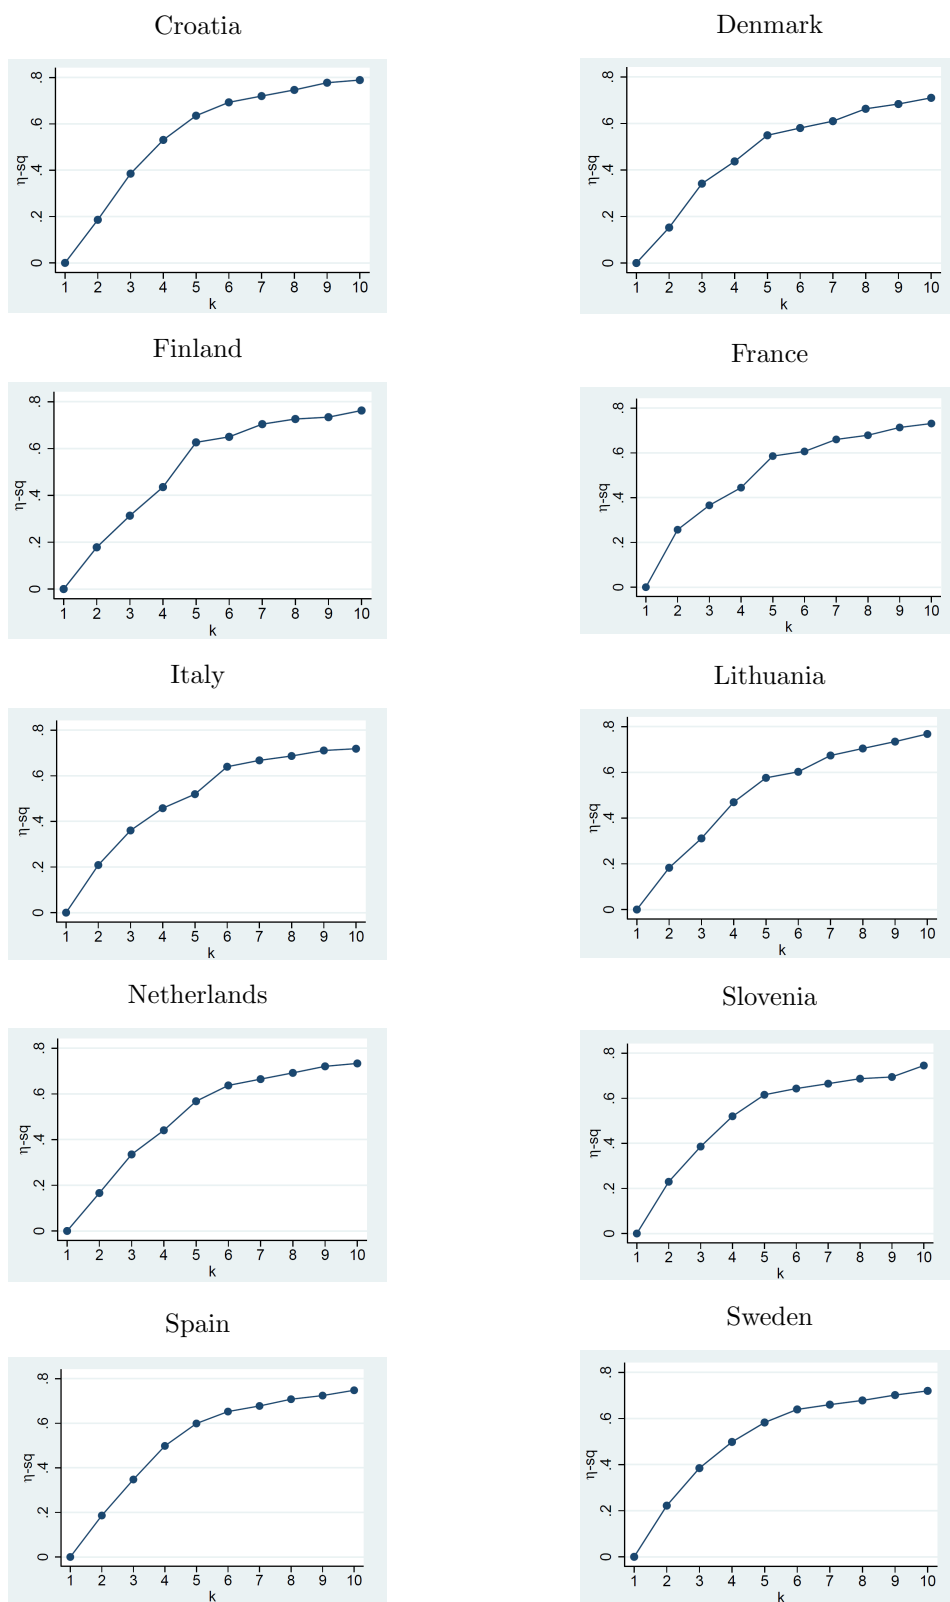 Croatia
.8
.6
.4
.2
0
η-sq
1 2 3 4 5 6 7 8 9 10
k
Denmark
.8
.6
.4
.2
0
η-sq
1 2 3 4 5 6 7 8 9 10
k
Finland
.8
.6
.4
.2
0
η-sq
1 2 3 4 5 6 7 8 9 10
k
France
.8
.6
.4
.2
0
η-sq
1 2 3 4 5 6 7 8 9 10
k
Italy
.8
.6
.4
.2
0
η-sq
1 2 3 4 5 6 7 8 9 10
k
Lithuania
.8
.6
.4
.2
0
η-sq
1 2 3 4 5 6 7 8 9 10
k
Netherlands
.8
.6
.4
.2
0
η-sq
1 2 3 4 5 6 7 8 9 10
k
Slovenia
.8
.6
.4
.2
0
η-sq
1 2 3 4 5 6 7 8 9 10
k
Spain
.8
.6
.4
.2
0
η-sq
1 2 3 4 5 6 7 8 9 10
k
Sweden
.8
.6
.4
.2
0
η-sq
1 2 3 4 5 6 7 8 9 10
k